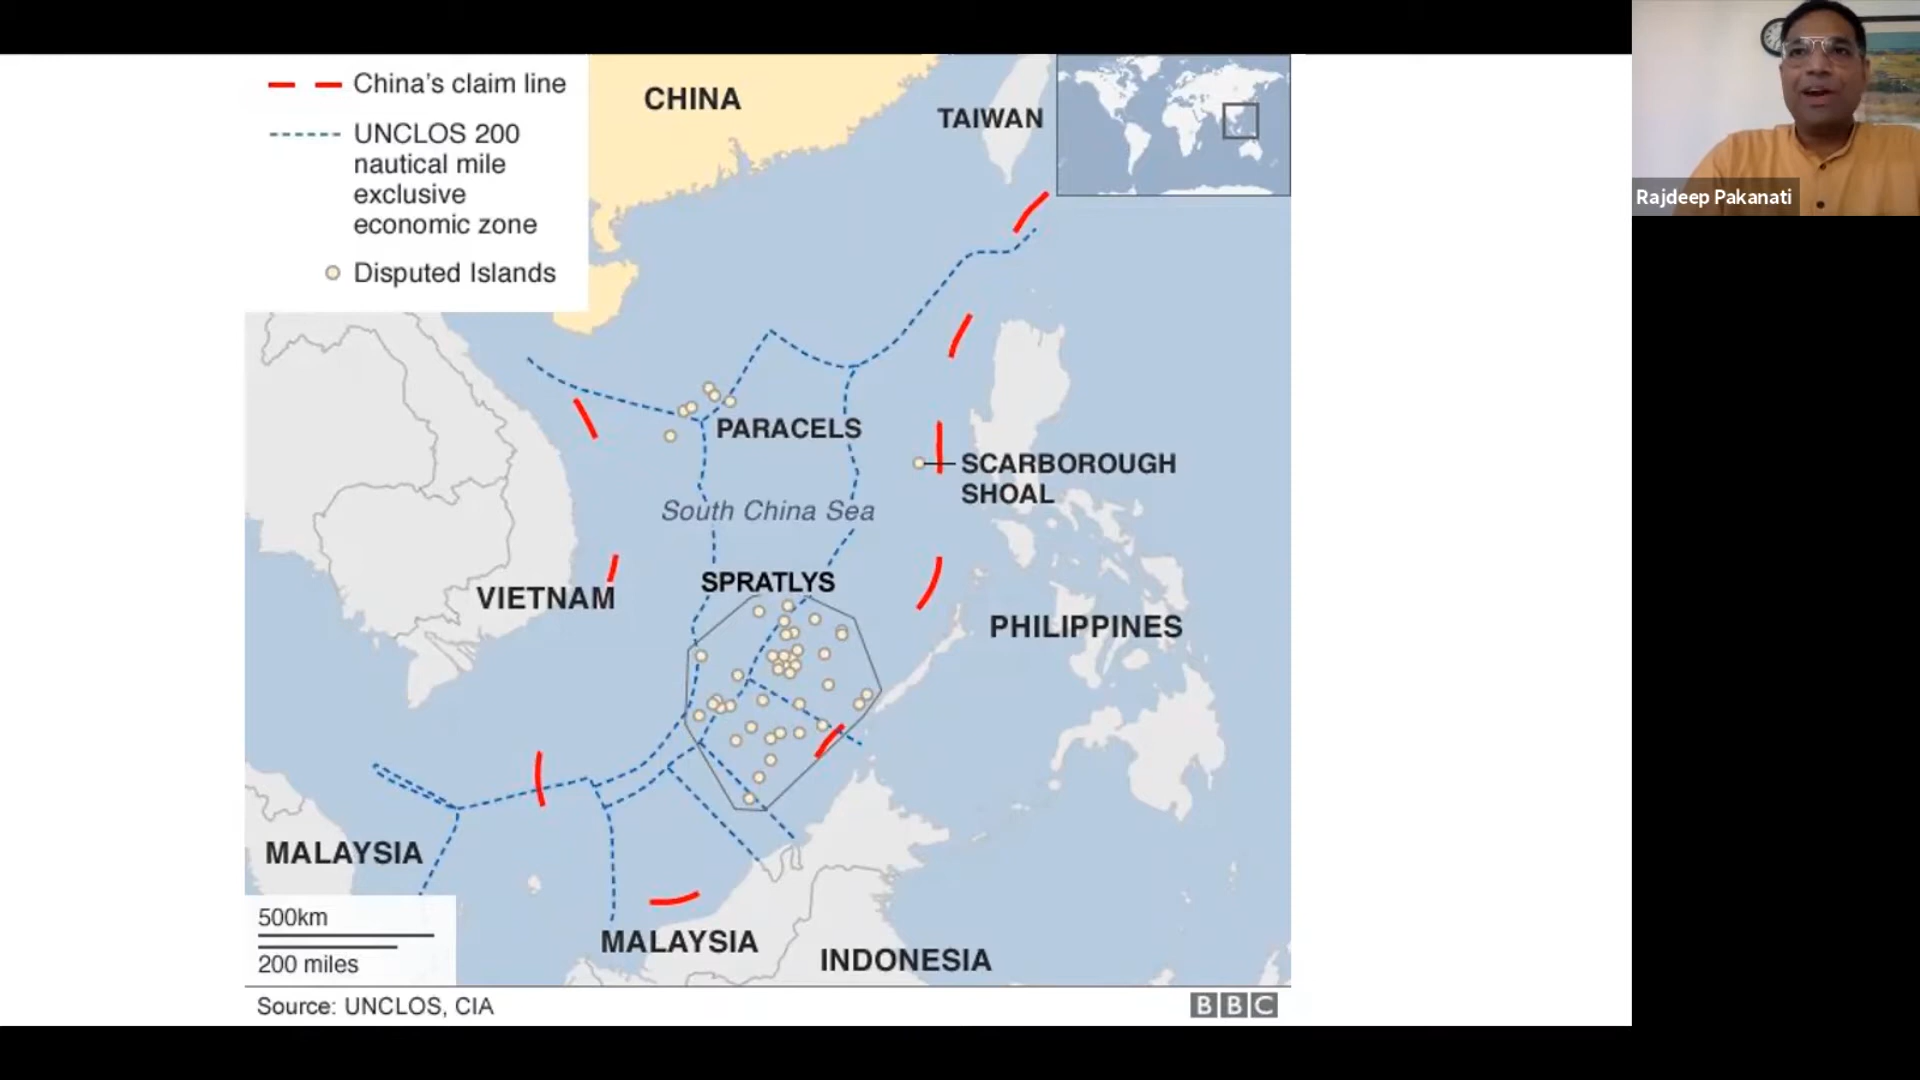 China's claim line
UNCLOS 200
nautical mile
exclusive
economic zone
Disputed Islands
CHINA
TAIWAN
Rajdeep Pakanati
PARACELS
SCARBOROUGH
SHOAL
South China Sea
SPRATLYS
VIETNAM
PHILIPPINES
MALAYSIA
500km
200 miles
MALAYSIA
INDONESIA
Source: UNCLOS, CIA
BBC